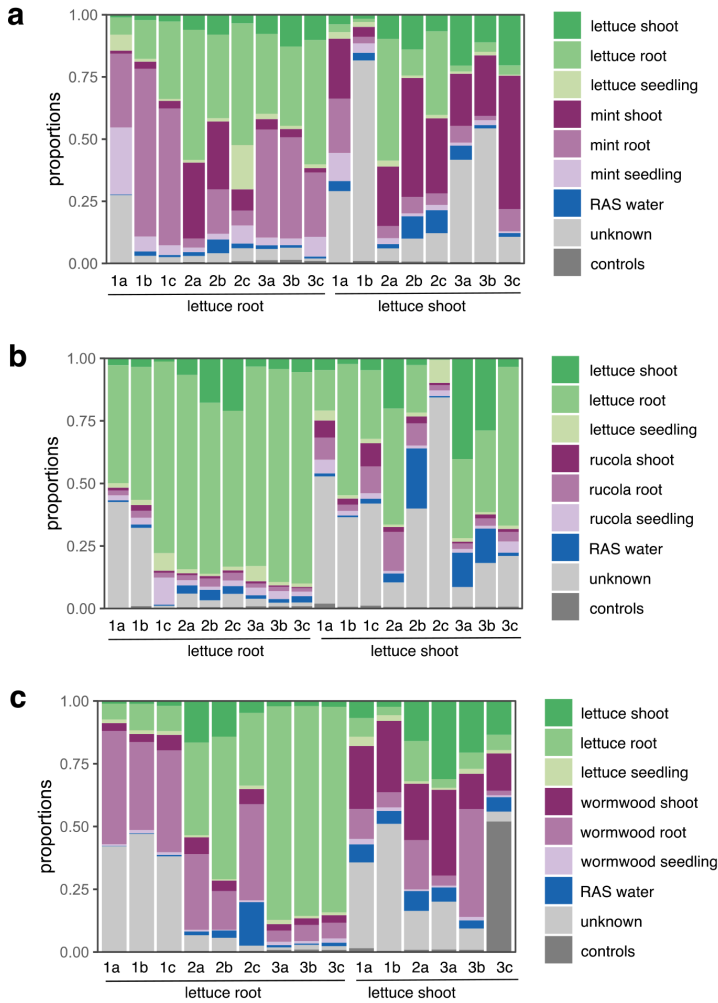 a
proportions
1.00
0.75
0.50
0.25
0.00
1a 1b 1c 2a 2b 2c 3a 3b 3c 1a 1b 2a 2b 2c 3a 3b 3c
lettuce root lettuce shoot
lettuce shoot
lettuce root
lettuce seedling
mint shoot
mint root
mint seedling
RAS water
unknown
controls
b
proportions
1.00
0.75
0.50
0.25
0.00
1a 1b 1c 2a 2b 2c 3a 3b 3c 1a 1b 1c 2a 2b 2c 3a 3b 3c
lettuce root lettuce shoot
lettuce shoot
lettuce root
lettuce seedling
rucola shoot
rucola root
rucola seedling
RAS water
unknown
controls
c
proportions
1.00
0.75
0.50
0.25
0.00
1a 1b 1c 2a 2b 2c 3a 3b 3c 1a 1b 2a 3a 3b 3c
lettuce root lettuce shoot
lettuce shoot
lettuce root
lettuce seedling
wormwood shoot
wormwood root
wormwood seedling
RAS water
unknown
controls